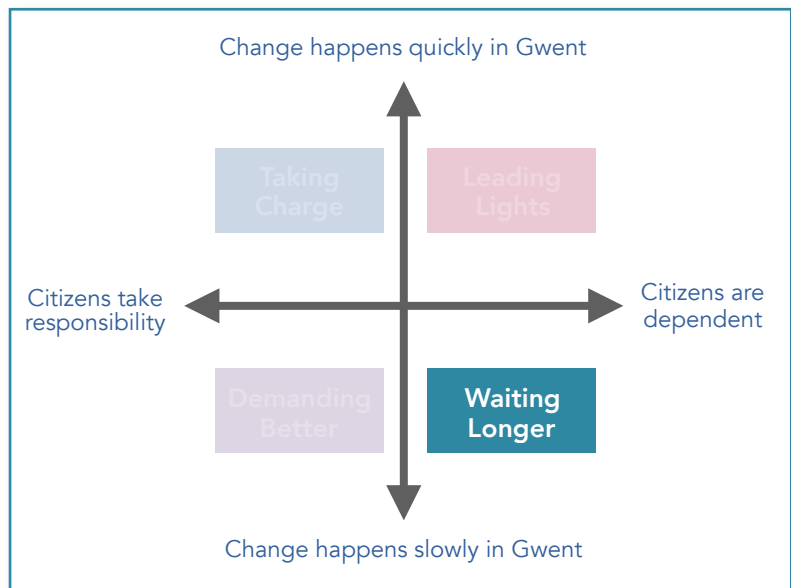 Change happens quickly in Gwent
Taking
Charge
Leading
Lights
Citizens take
responsibility
Citizens are
dependent
Demanding
Better
Waiting
Longer
Change happens slowly in Gwent